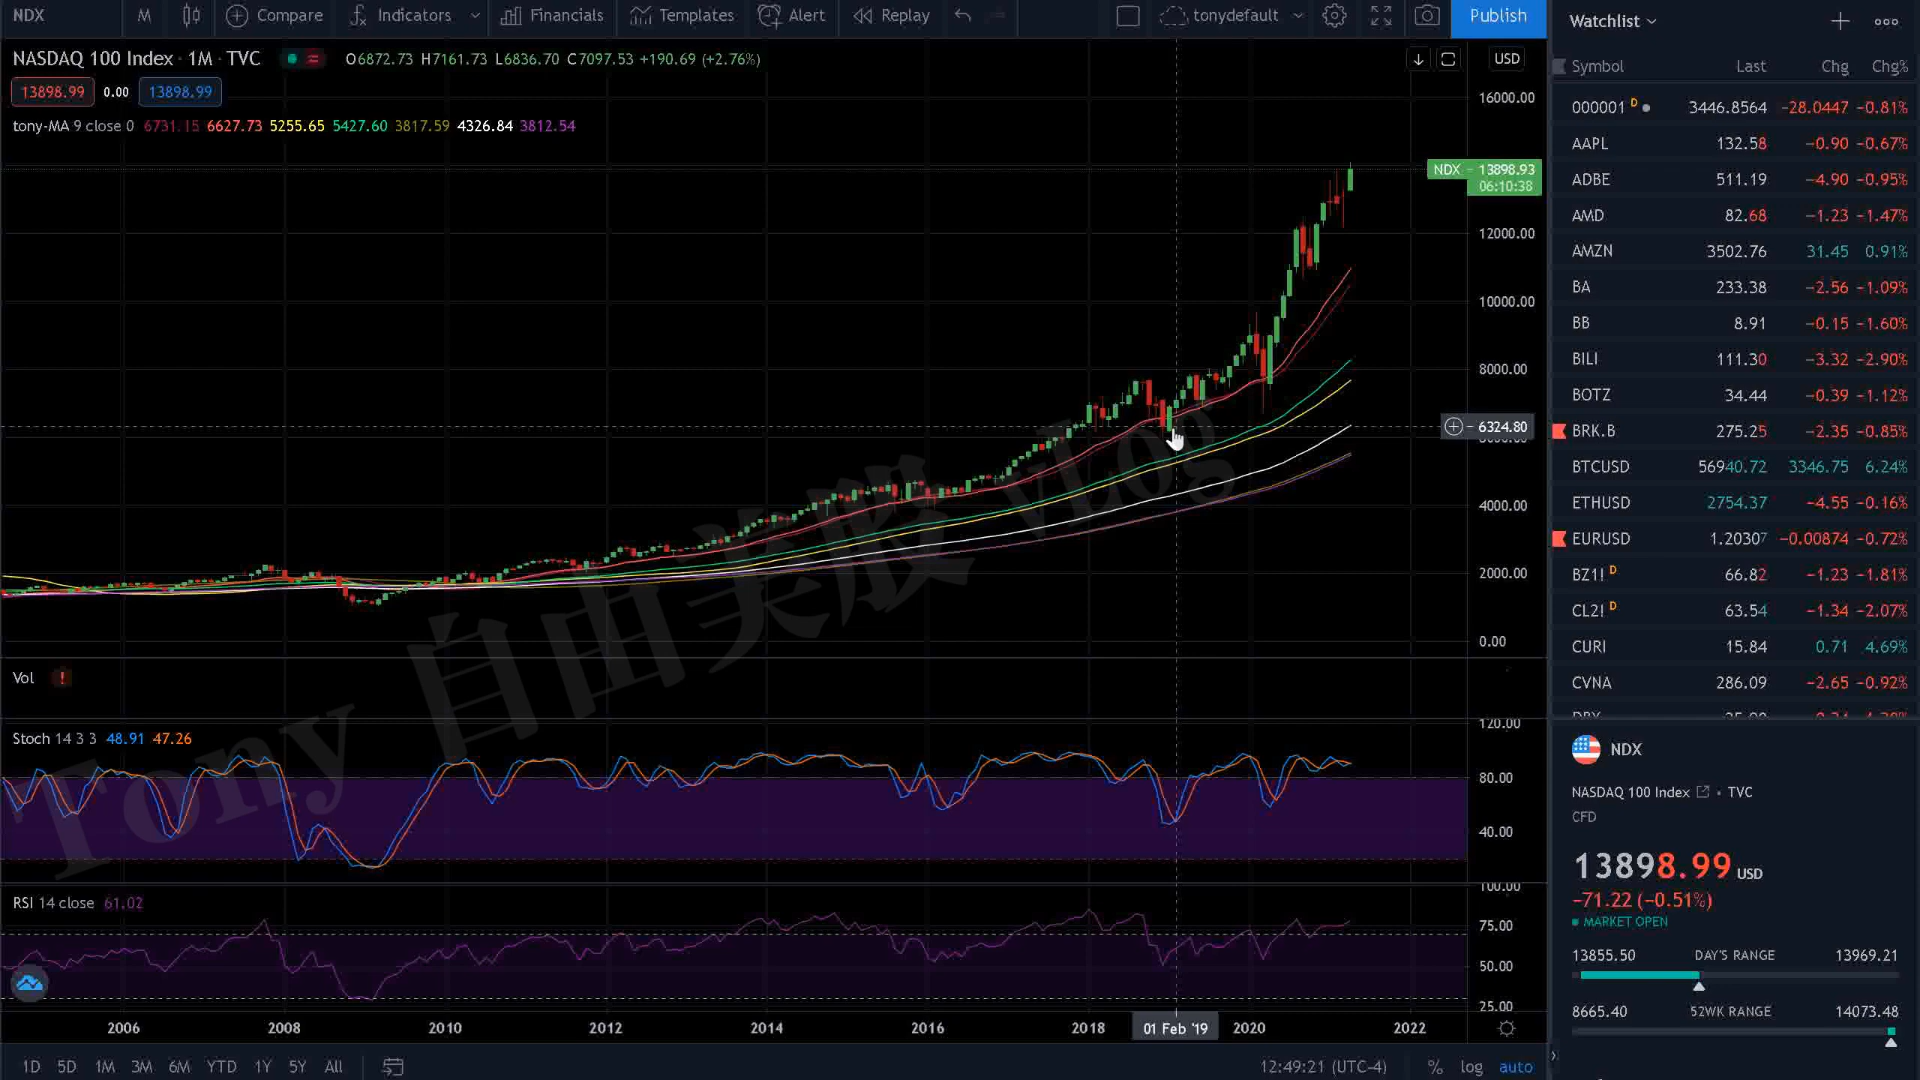 NDX M Compare Indicators Financials Templates Alert Replay tonydefault Publish
NASDAQ 100 Index · 1M · TVC O6872.73 H7161.73 L6836.70 C7097.53 +190.69 (+2.76%) USD
13898.99 0.00 13898.99
tony-MA 9 close 0 6731.15 6627.73 5255.65 5427.60 3817.59 4326.84 3812.54
16000.00
NDX 13898.93
06:10:38
12000.00
10000.00
8000.00
6324.80
4000.00
2000.00
0.00
Tony 自由美股 vLog
Vol !
120.00
Stoch 14 3 3 48.91 47.26
80.00
40.00
100.00
RSI 14 close 61.02
75.00
50.00
25.00
2006 2008 2010 2012 2014 2016 2018 01 Feb '19 2020 2022
1D 5D 1M 3M 6M YTD 1Y 5Y All 12:49:21 (UTC-4) % log auto
Watchlist
Symbol Last Chg Chg%
000001 D 3446.8564 −28.0447 −0.81%
AAPL 132.58 −0.90 −0.67%
ADBE 511.19 −4.90 −0.95%
AMD 82.68 −1.23 −1.47%
AMZN 3502.76 31.45 0.91%
BA 233.38 −2.56 −1.09%
BB 8.91 −0.15 −1.60%
BILI 111.30 −3.32 −2.90%
BOTZ 34.44 −0.39 −1.12%
BRK.B 275.25 −2.35 −0.85%
BTCUSD 56940.72 3346.75 6.24%
ETHUSD 2754.37 −4.55 −0.16%
EURUSD 1.20307 −0.00874 −0.72%
BZ1! D 66.82 −1.23 −1.81%
CL2! D 63.54 −1.34 −2.07%
CURI 15.84 0.71 4.69%
CVNA 286.09 −2.65 −0.92%
NDX
NASDAQ 100 Index · TVC
CFD
13898.99 USD
−71.22 (−0.51%)
MARKET OPEN
13855.50 DAY'S RANGE 13969.21
8665.40 52WK RANGE 14073.48